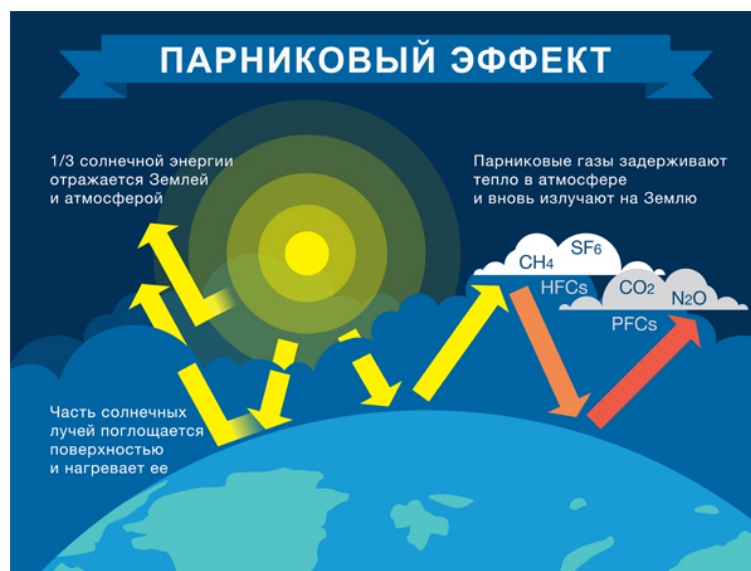 ПАРНИКОВЫЙ ЭФФЕКТ
1/3 солнечной энергии
отражается Землей
и атмосферой
Парниковые газы задерживают
тепло в атмосфере
и вновь излучают на Землю
SF6
CH4
HFCs
CO2
N2O
PFCs
Часть солнечных
лучей поглощается
поверхностью
и нагревает ее